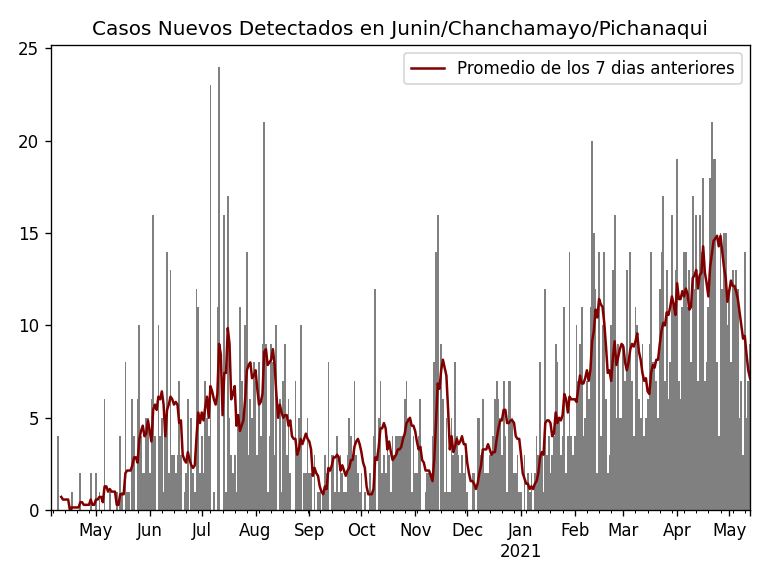 Casos Nuevos Detectados en Junin/Chanchamayo/Pichanaqui
Promedio de los 7 dias anteriores
25
20
15
10
5
0
May Jun Jul Aug Sep Oct Nov Dec Jan Feb Mar Apr May
2021